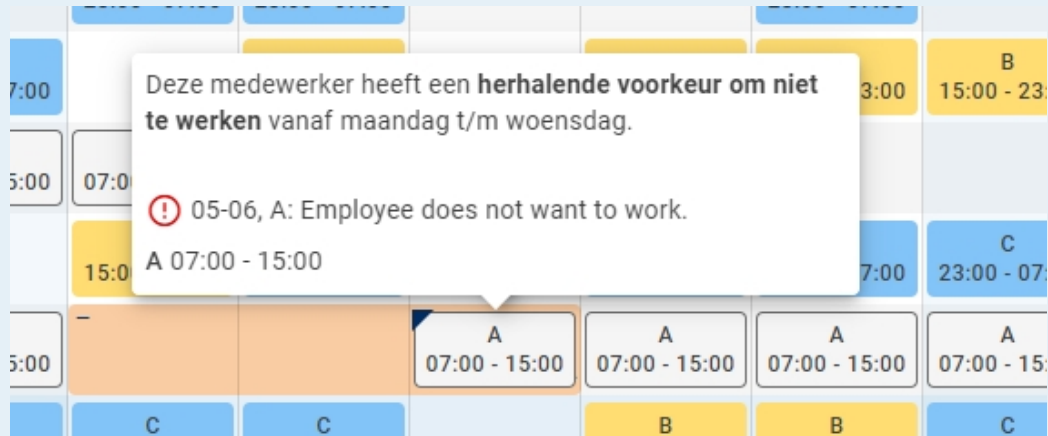 B
7:00
3:00
15:00 - 23:
Deze medewerker heeft een herhalende voorkeur om niet
te werken vanaf maandag t/m woensdag.
5:00
07:0
05-06, A: Employee does not want to work.
A 07:00 - 15:00
C
15:0
7:00
23:00 - 07:
A
A
A
A
5:00
07:00 - 15:00
07:00 - 15:00
07:00 - 15:00
07:00 - 15:
C
C
B
B
C